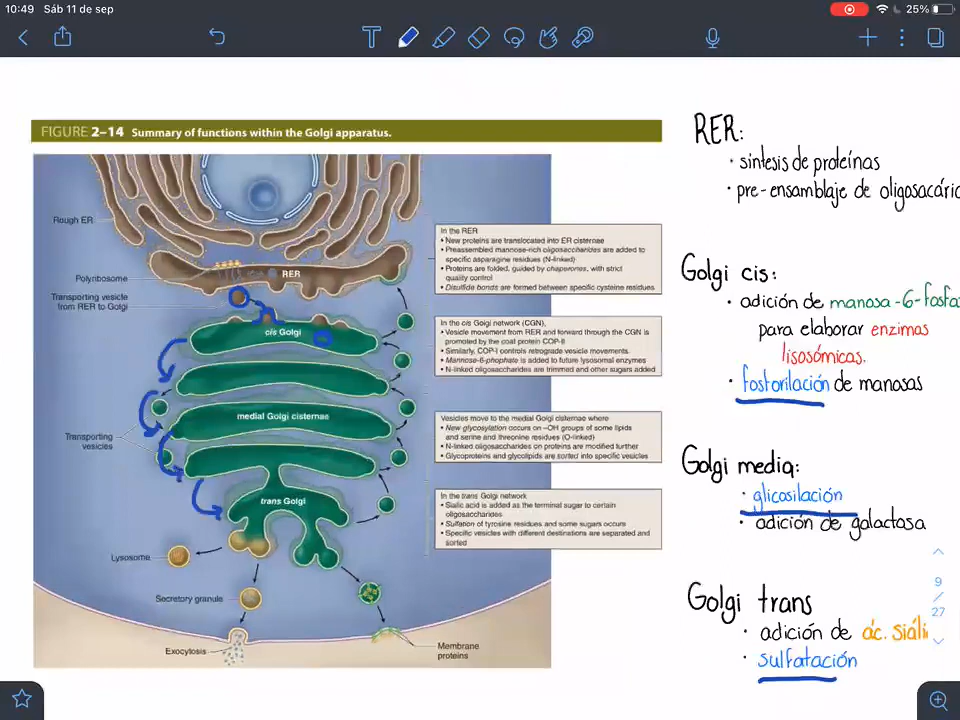 10:49 Sáb 11 de sep
25%
FIGURE 2–14 Summary of functions within the Golgi apparatus.
Rough ER
Polyribosome
RER
Transporting vesicle
from RER to Golgi
cis Golgi
medial Golgi cisternae
Transporting
vesicles
trans Golgi
Lysosome
Secretory granule
Exocytosis
Membrane
proteins
In the RER
• New proteins are translocated into ER cisternae
• Preassembled mannose-rich oligosaccharides are added to
specific asparagine residues (N-linked)
• Proteins are folded, guided by chaperones, with strict
quality control
• Disulfide bonds are formed between specific cysteine residues
In the cis Golgi network (CGN),
• Vesicle movement from RER and forward through the CGN is
promoted by the coat protein COP-II
• Similarly, COP-I controls retrograde vesicle movements.
• Mannose-6-phophate is added to future lysosomal enzymes
• N-linked oligosaccharides are trimmed and other sugars added
Vesicles move to the medial Golgi cisternae where
• New glycosylation occurs on –OH groups of some lipids
and serine and threonine residues (O-linked)
• N-linked oligosaccharides on proteins are modified further
• Glycoproteins and glycolipids are sorted into specific vesicles
In the trans Golgi network
• Sialic acid is added as the terminal sugar to certain
oligosaccharides
• Sulfation of tyrosine residues and some sugars occurs
• Specific vesicles with different destinations are separated and
sorted
RER:
· síntesis de proteínas
· pre-ensamblaje de oligosacário
Golgi cis:
· adición de manosa-6-fosfa
para elaborar enzimas
lisosómicas.
· fosforilación de manosas
Golgi media:
· glicosilación
· adición de galactosa
Golgi trans
· adición de ác. siáli
· sulfatación
9
/
27